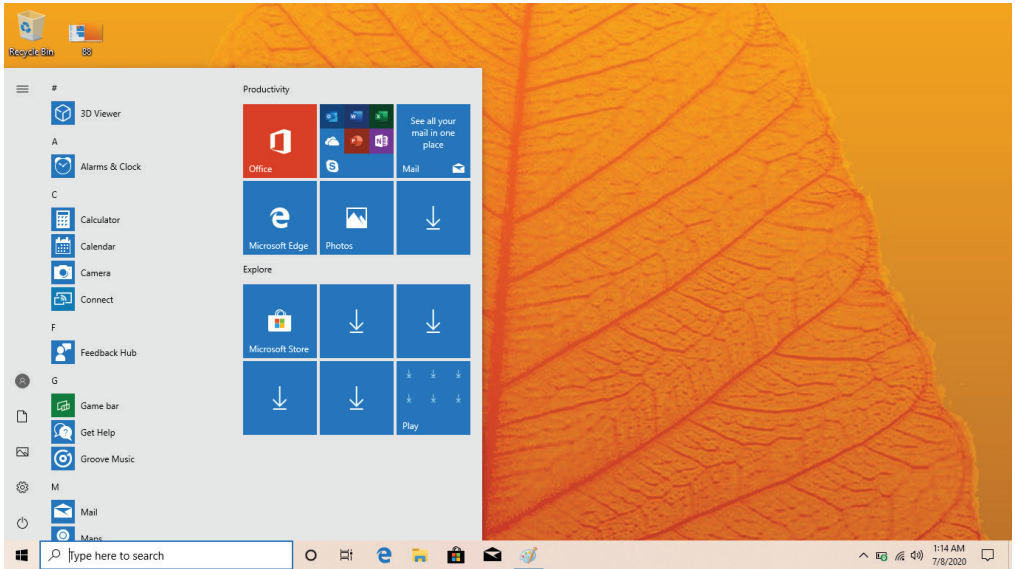 Recycle Bin
88
#
3D Viewer
A
Alarms & Clock
C
Calculator
Calendar
Camera
Connect
F
Feedback Hub
G
Game bar
Get Help
Groove Music
M
Mail
Maps
Productivity
Office
See all your
mail in one
place
Mail
Microsoft Edge
Photos
Explore
Microsoft Store
Play
Type here to search
1:14 AM
7/8/2020